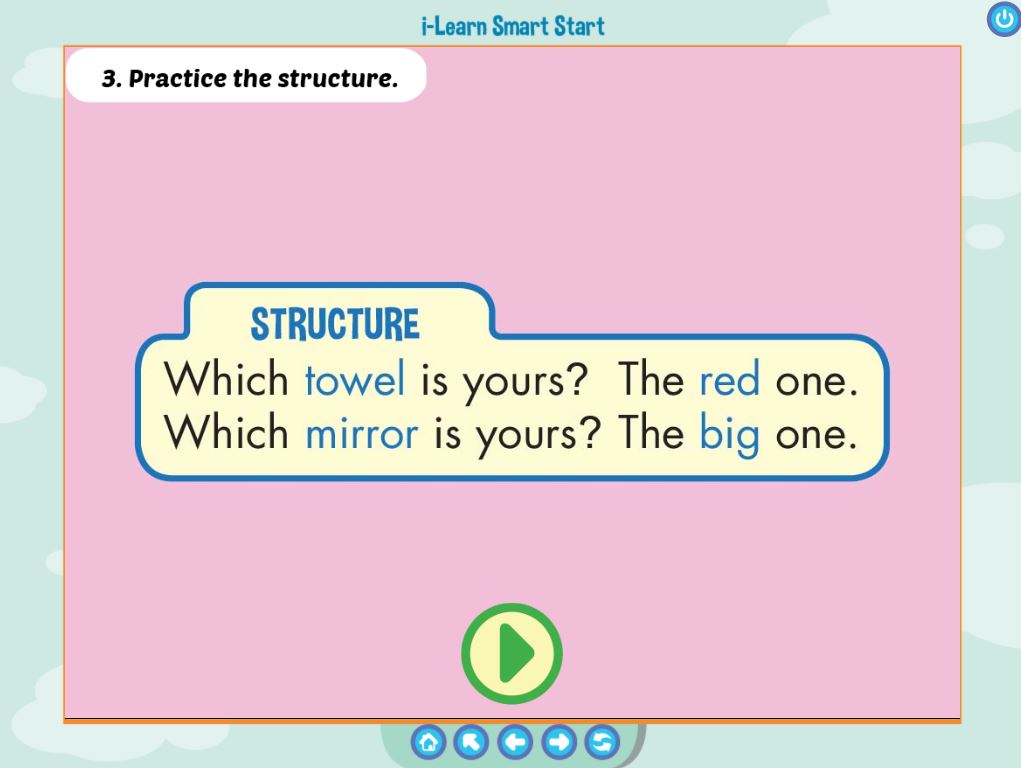 i-Learn Smart Start
3. Practice the structure.
STRUCTURE
Which towel is yours? The red one.
Which mirror is yours? The big one.